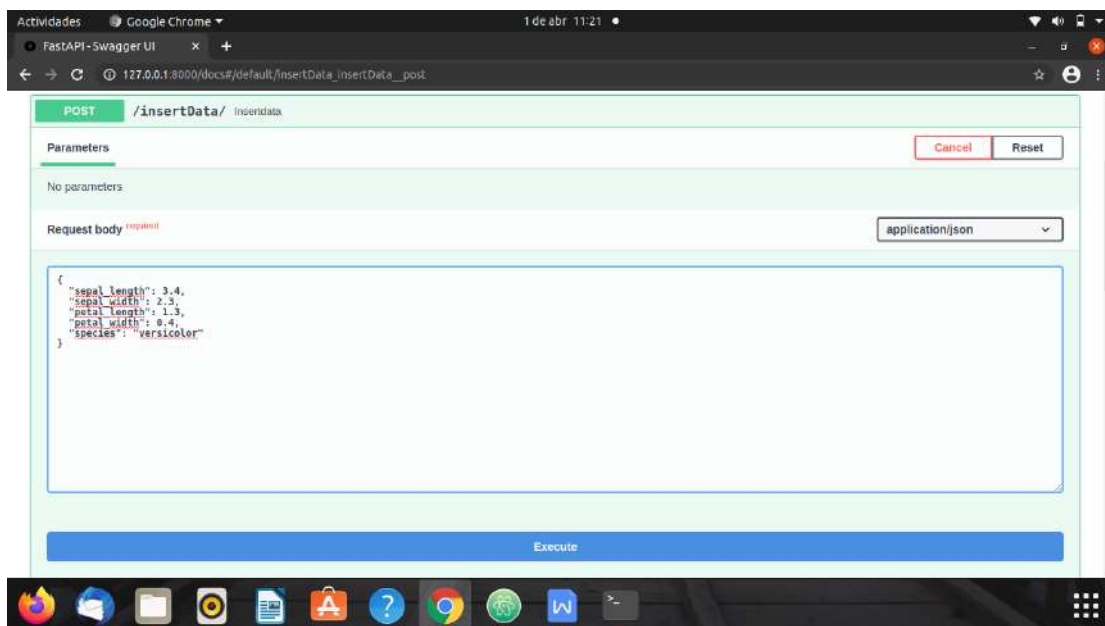 Actividades Google Chrome 1 de abr 11:21
FastAPI - Swagger UI × +
127.0.0.1:8000/docs#/default/insertData_insertData__post
POST /insertData/ Insertdata
Parameters Cancel Reset
No parameters
Request body required application/json
{
"sepal_length": 3.4,
"sepal_width": 2.3,
"petal_length": 1.3,
"petal_width": 0.4,
"species": "versicolor"
}
Execute